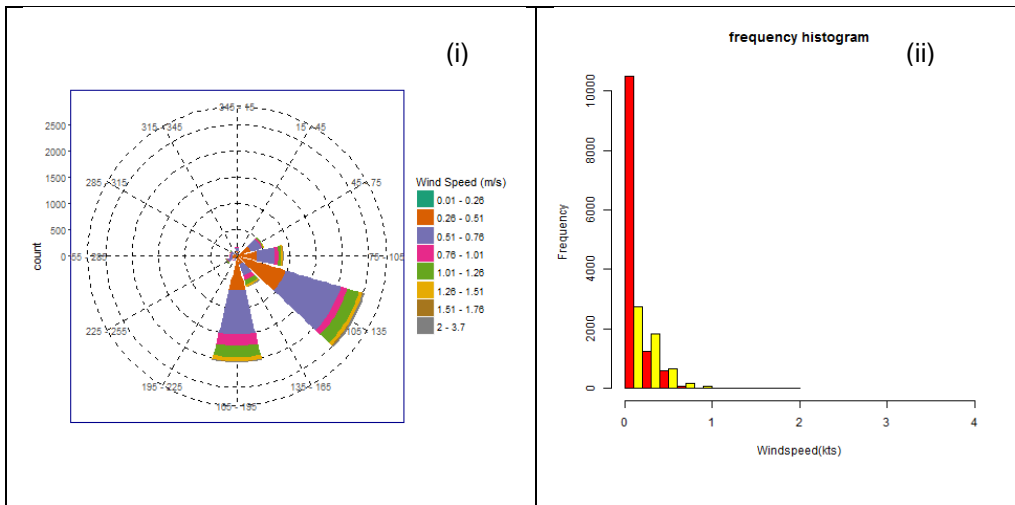 (i)
345 - 15
315 - 345
15 - 45
285 - 315
45 - 75
75 - 105
225 - 255
105 - 135
195 - 225
135 - 165
165 - 195
2500
2000
1500
1000
500
0
count
Wind Speed (m/s)
0.01 - 0.26
0.26 - 0.51
0.51 - 0.76
0.76 - 1.01
1.01 - 1.26
1.26 - 1.51
1.51 - 1.76
2 - 3.7
frequency histogram
(ii)
10000
8000
6000
4000
2000
0
Frequency
0 1 2 3 4
Windspeed(kts)